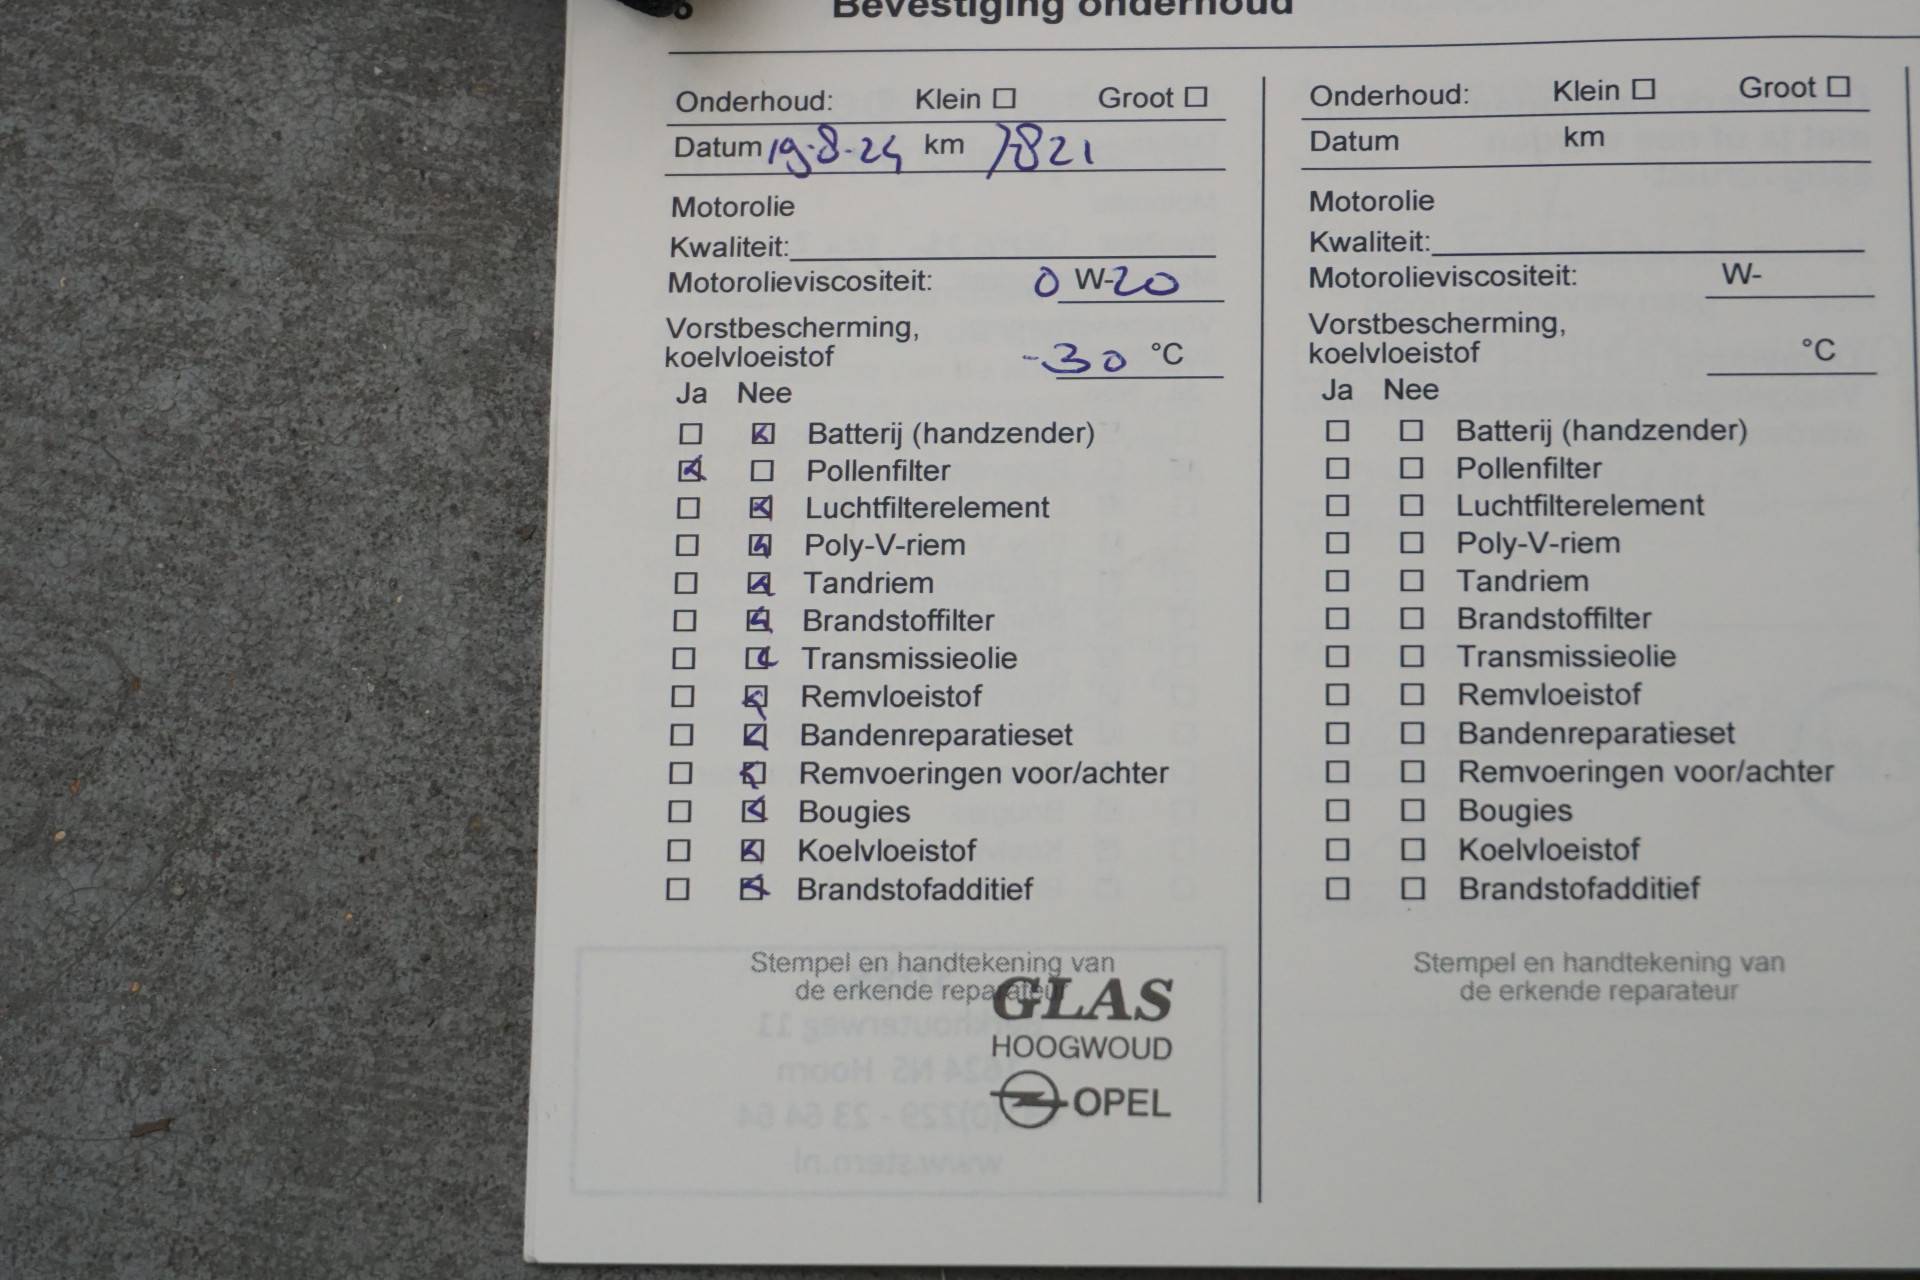 Bevestiging onderhoud
Onderhoud: Klein Groot
Datum 19-8-24 km 7821
Motorolie
Kwaliteit:
Motorolieviscositeit: 0 W-20
Vorstbescherming,
koelvloeistof -30 °C
Ja Nee
Batterij (handzender)
Pollenfilter
Luchtfilterelement
Poly-V-riem
Tandriem
Brandstoffilter
Transmissieolie
Remvloeistof
Bandenreparatieset
Remvoeringen voor/achter
Bougies
Koelvloeistof
Brandstofadditief
Stempel en handtekening van
de erkende reparateur
GLAS
HOOGWOUD
OPEL
Onderhoud: Klein Groot
Datum km
Motorolie
Kwaliteit:
Motorolieviscositeit: W-
Vorstbescherming,
koelvloeistof °C
Ja Nee
Batterij (handzender)
Pollenfilter
Luchtfilterelement
Poly-V-riem
Tandriem
Brandstoffilter
Transmissieolie
Remvloeistof
Bandenreparatieset
Remvoeringen voor/achter
Bougies
Koelvloeistof
Brandstofadditief
Stempel en handtekening van
de erkende reparateur